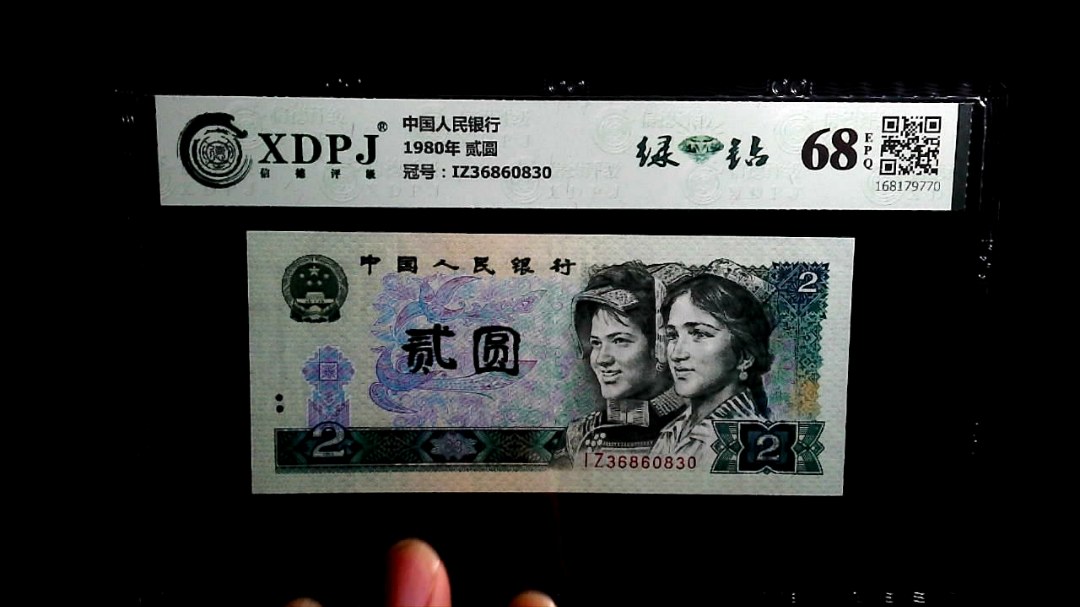 XDPJ®
信德评级
中国人民银行
1980年 贰圆
冠号：IZ36860830
绿钻
68
EPQ
168179770
中国人民银行
2
贰圆
2
2
IZ36860830